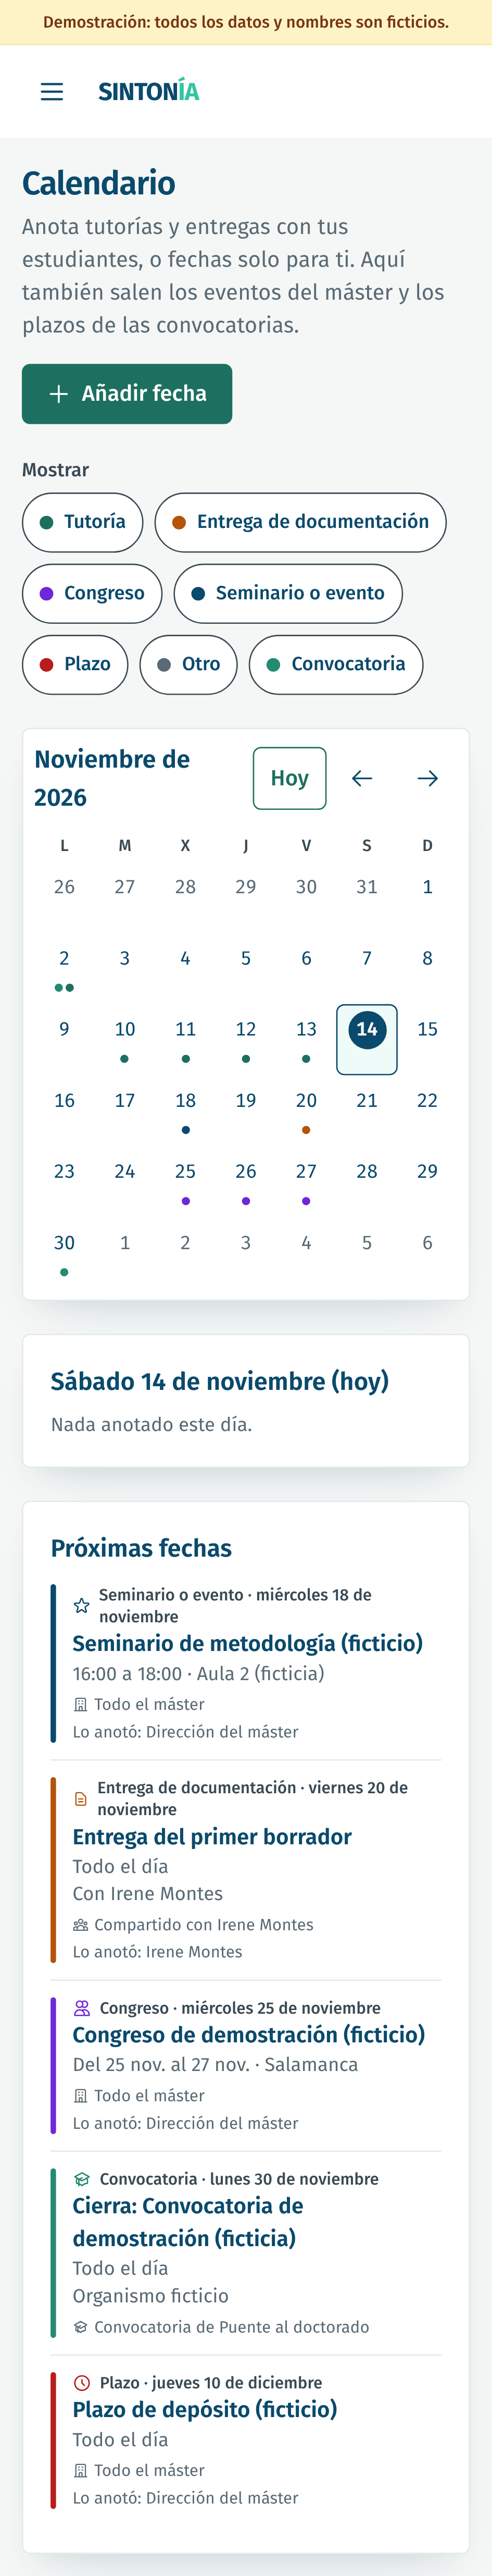 Demostración: todos los datos y nombres son ficticios.
SINTONÍA
Calendario
Anota tutorías y entregas con tus
estudiantes, o fechas solo para ti. Aquí
también salen los eventos del máster y los
plazos de las convocatorias.
Añadir fecha
Mostrar
Tutoría
Entrega de documentación
Congreso
Seminario o evento
Plazo
Otro
Convocatoria
Noviembre de
2026
Hoy
L M X J V S D
26 27 28 29 30 31 1
2 3 4 5 6 7 8
9 10 11 12 13 14 15
16 17 18 19 20 21 22
23 24 25 26 27 28 29
30 1 2 3 4 5 6
Sábado 14 de noviembre (hoy)
Nada anotado este día.
Próximas fechas
Seminario o evento · miércoles 18 de
noviembre
Seminario de metodología (ficticio)
16:00 a 18:00 · Aula 2 (ficticia)
Todo el máster
Lo anotó: Dirección del máster
Entrega de documentación · viernes 20 de
noviembre
Entrega del primer borrador
Todo el día
Con Irene Montes
Compartido con Irene Montes
Lo anotó: Irene Montes
Congreso · miércoles 25 de noviembre
Congreso de demostración (ficticio)
Del 25 nov. al 27 nov. · Salamanca
Todo el máster
Lo anotó: Dirección del máster
Convocatoria · lunes 30 de noviembre
Cierra: Convocatoria de
demostración (ficticia)
Todo el día
Organismo ficticio
Convocatoria de Puente al doctorado
Plazo · jueves 10 de diciembre
Plazo de depósito (ficticio)
Todo el día
Todo el máster
Lo anotó: Dirección del máster